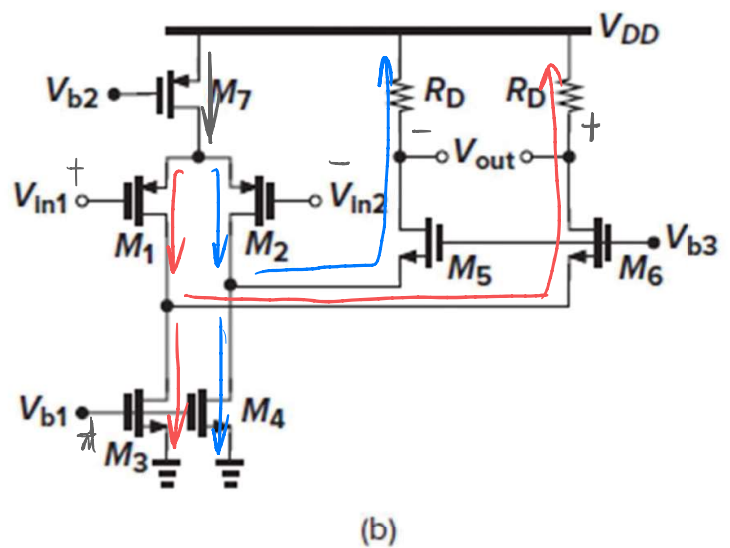 V_DD
V_b2
M_7
R_D
R_D
+
−
+
−
V_out
V_in1
V_in2
M_1
M_2
M_5
M_6
V_b3
V_b1
M_4
M_3
(b)